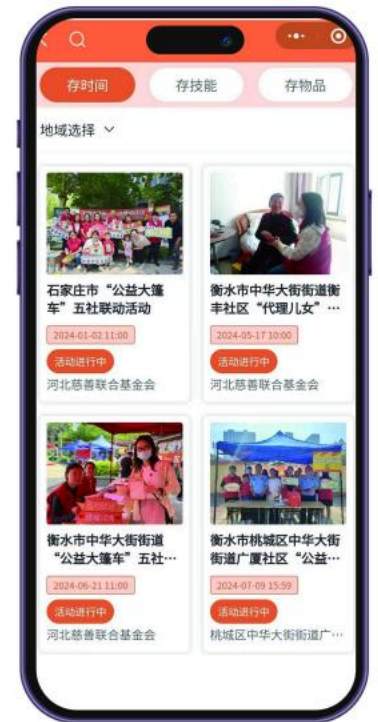 存时间 存技能 存物品
地域选择
石家庄市“公益大篷
车”五社联动活动
2024-01-02 11:00
活动进行中
河北慈善联合基金会
衡水市中华大街街道衡
丰社区“代理儿女”…
2024-05-17 10:00
活动进行中
河北慈善联合基金会
衡水市中华大街街道
“公益大篷车”五社…
2024-06-21 11:00
活动进行中
河北慈善联合基金会
衡水市桃城区中华大街
街道广厦社区“公益…
2024-07-09 15:59
活动进行中
桃城区中华大街街道广…